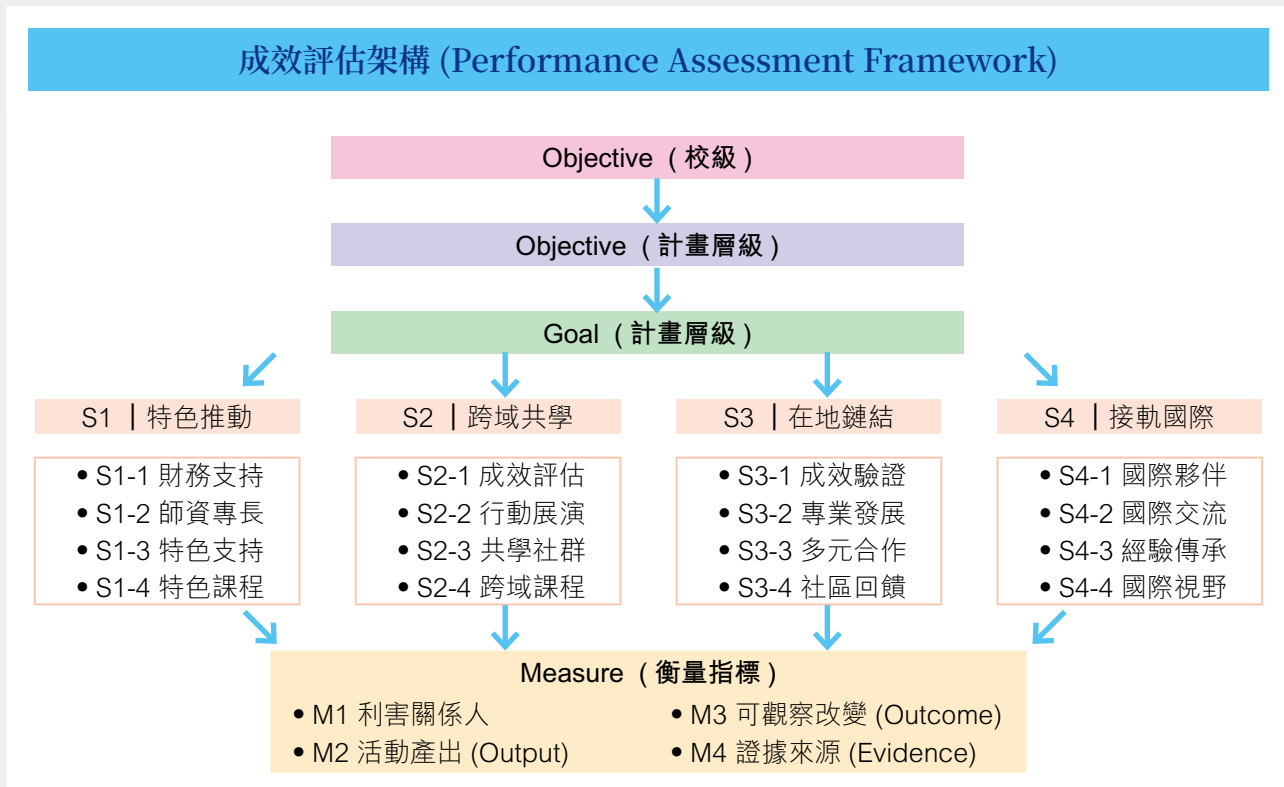 成效評估架構 (Performance Assessment Framework)
Objective ( 校級 )
Objective ( 計畫層級 )
Goal ( 計畫層級 )
S1 | 特色推動
• S1-1 財務支持
• S1-2 師資專長
• S1-3 特色支持
• S1-4 特色課程
S2 | 跨域共學
• S2-1 成效評估
• S2-2 行動展演
• S2-3 共學社群
• S2-4 跨域課程
S3 | 在地鏈結
• S3-1 成效驗證
• S3-2 專業發展
• S3-3 多元合作
• S3-4 社區回饋
S4 | 接軌國際
• S4-1 國際夥伴
• S4-2 國際交流
• S4-3 經驗傳承
• S4-4 國際視野
Measure ( 衡量指標 )
• M1 利害關係人
• M2 活動產出 (Output)
• M3 可觀察改變 (Outcome)
• M4 證據來源 (Evidence)